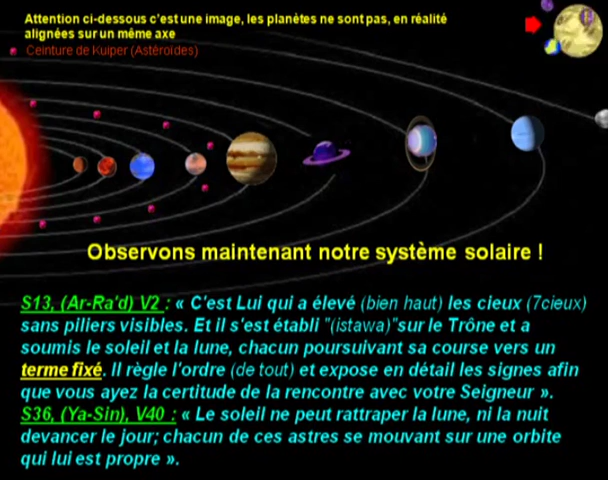 Attention ci-dessous c'est une image, les planètes ne sont pas, en réalité
alignées sur un même axe
Ceinture de Kuiper (Astéroïdes)
Observons maintenant notre système solaire !
S13, (Ar-Ra'd) V2 : « C'est Lui qui a élevé (bien haut) les cieux (7cieux)
sans piliers visibles. Et il s'est établi "(istawa)"sur le Trône et a
soumis le soleil et la lune, chacun poursuivant sa course vers un
terme fixé. Il règle l'ordre (de tout) et expose en détail les signes afin
que vous ayez la certitude de la rencontre avec votre Seigneur ».
S36, (Ya-Sin), V40 : « Le soleil ne peut rattraper la lune, ni la nuit
devancer le jour; chacun de ces astres se mouvant sur une orbite
qui lui est propre ».